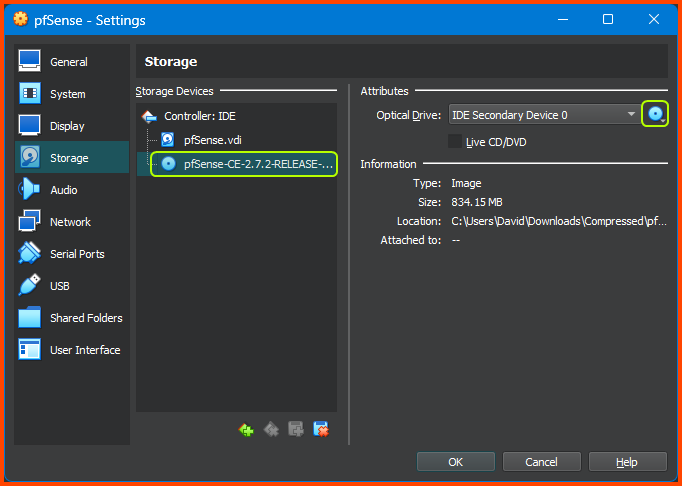 pfSense - Settings
General
System
Display
Storage
Audio
Network
Serial Ports
USB
Shared Folders
User Interface
Storage
Storage Devices
Controller: IDE
pfSense.vdi
pfSense-CE-2.7.2-RELEASE-...
Attributes
Optical Drive: IDE Secondary Device 0
Live CD/DVD
Information
Type: Image
Size: 834.15 MB
Location: C:\Users\David\Downloads\Compressed\pf...
Attached to: --
OK Cancel Help